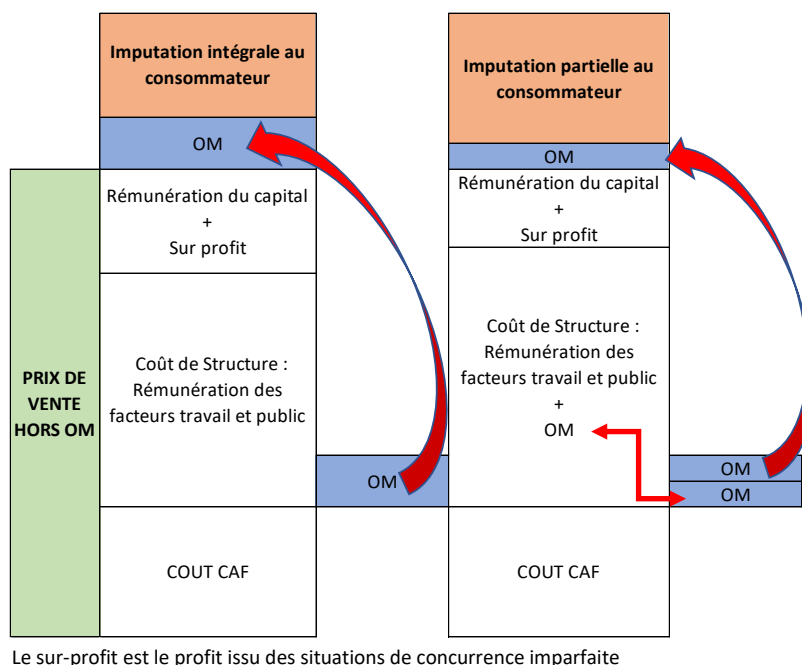 Imputation intégrale au
consommateur
OM
Rémunération du capital
+
Sur profit
Coût de Structure :
Rémunération des
facteurs travail et public
COUT CAF
PRIX DE
VENTE
HORS OM
OM
Imputation partielle au
consommateur
OM
Rémunération du capital
+
Sur profit
Coût de Structure :
Rémunération des
facteurs travail et public
+
OM
COUT CAF
OM
OM
Le sur-profit est le profit issu des situations de concurrence imparfaite